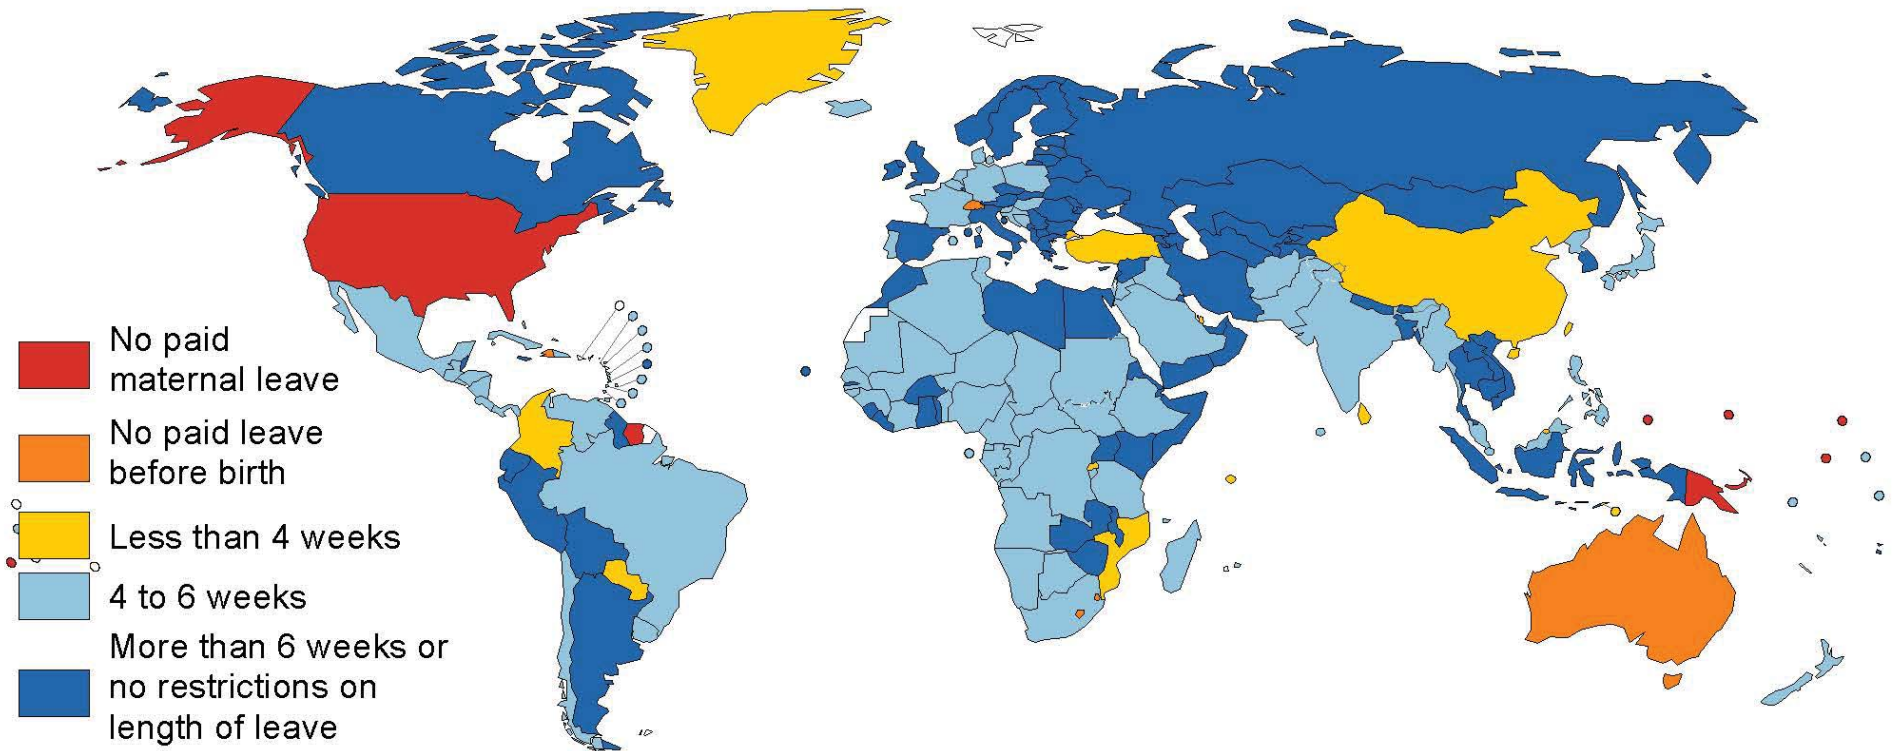 No paid
maternal leave
No paid leave
before birth
Less than 4 weeks
4 to 6 weeks
More than 6 weeks or
no restrictions on
length of leave